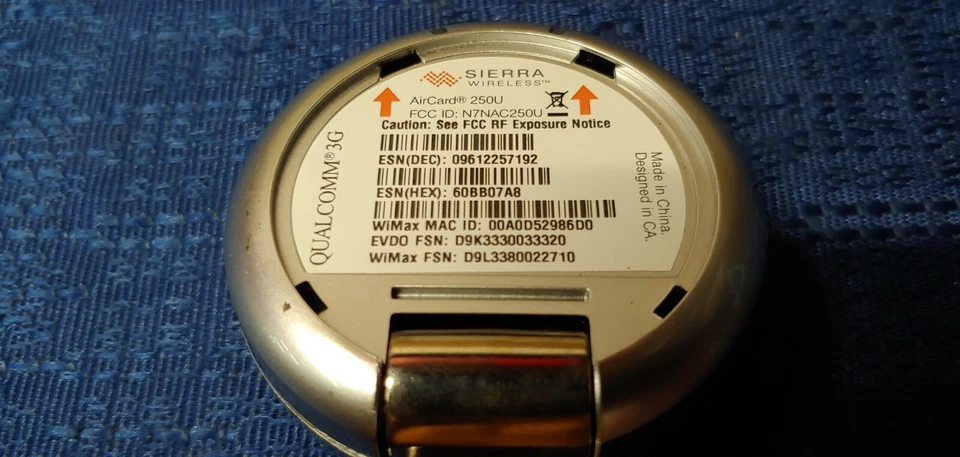 SIERRA
WIRELESS™
AirCard® 250U
FCC ID: N7NAC250U
Caution: See FCC RF Exposure Notice
ESN(DEC): 09612257192
ESN(HEX): 60BB07A8
WiMax MAC ID: 00A0D52986D0
EVDO FSN: D9K3330033320
WiMax FSN: D9L3380022710
QUALCOMM® 3G
Made in China.
Designed in CA.